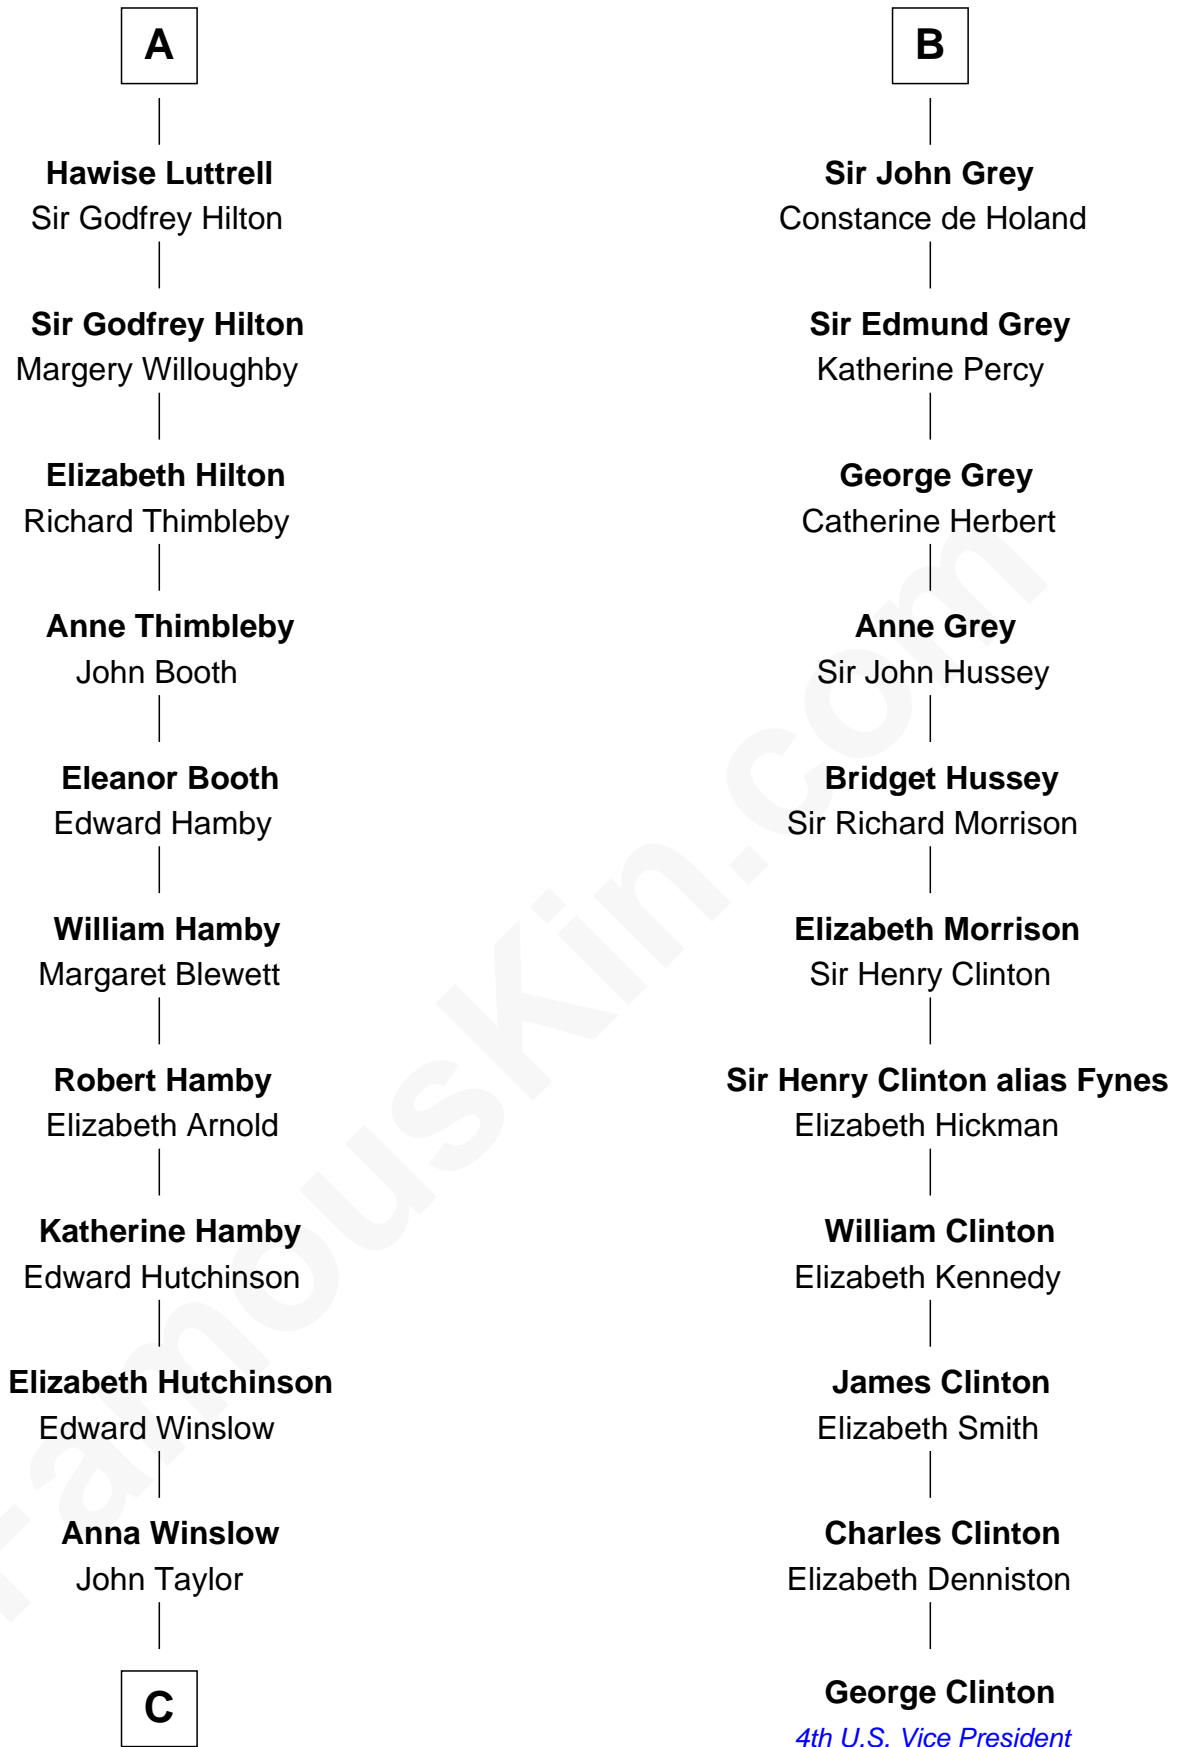 A
Hawise Luttrell
Sir Godfrey Hilton
Sir Godfrey Hilton
Margery Willoughby
Elizabeth Hilton
Richard Thimbleby
Anne Thimbleby
John Booth
Eleanor Booth
Edward Hamby
William Hamby
Margaret Blewett
Robert Hamby
Elizabeth Arnold
Katherine Hamby
Edward Hutchinson
Elizabeth Hutchinson
Edward Winslow
Anna Winslow
John Taylor
C
B
Sir John Grey
Constance de Holand
Sir Edmund Grey
Katherine Percy
George Grey
Catherine Herbert
Anne Grey
Sir John Hussey
Bridget Hussey
Sir Richard Morrison
Elizabeth Morrison
Sir Henry Clinton
Sir Henry Clinton alias Fynes
Elizabeth Hickman
William Clinton
Elizabeth Kennedy
James Clinton
Elizabeth Smith
Charles Clinton
Elizabeth Denniston
George Clinton
4th U.S. Vice President
FamousKin.com